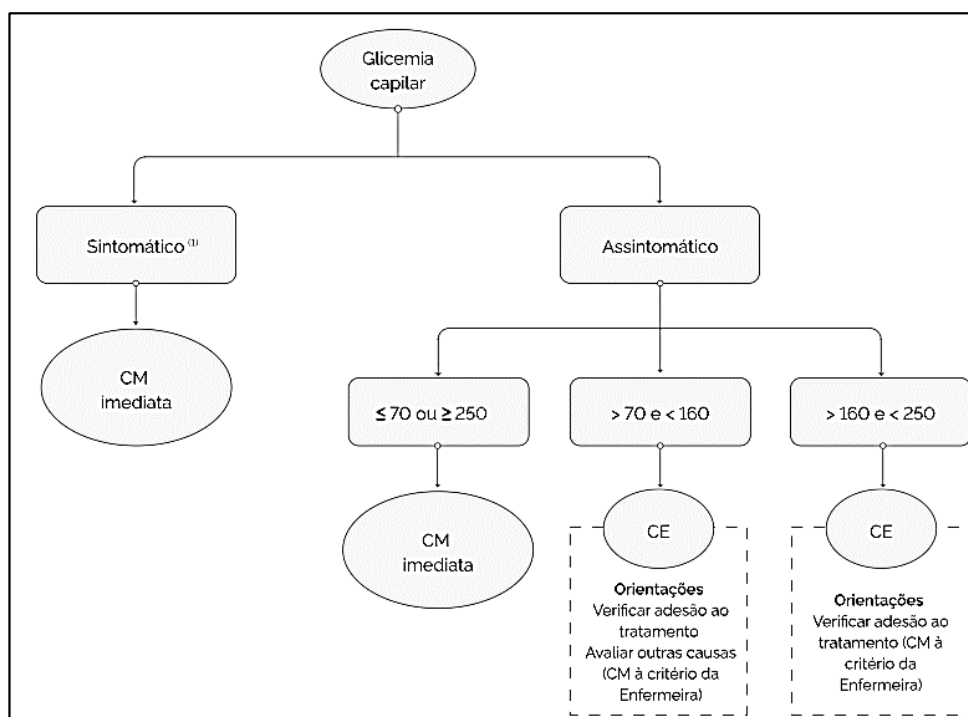 Glicemia
capilar
Sintomático ⁽¹⁾
Assintomático
CM
imediata
≤ 70 ou ≥ 250
> 70 e < 160
> 160 e < 250
CM
imediata
CE
Orientações
Verificar adesão ao
tratamento
Avaliar outras causas
(CM à critério da
Enfermeira)
CE
Orientações
Verificar adesão ao
tratamento (CM à
critério da
Enfermeira)